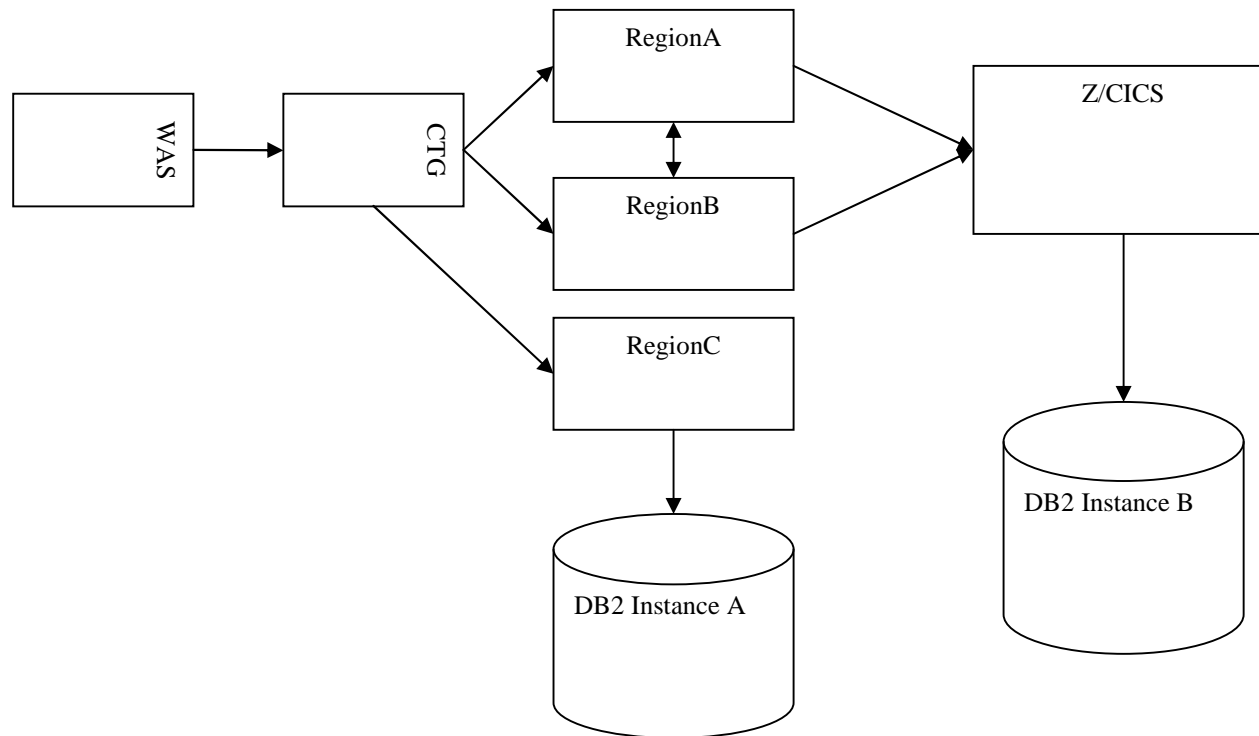 WAS
CTG
RegionA
RegionB
RegionC
Z/CICS
DB2 Instance A
DB2 Instance B